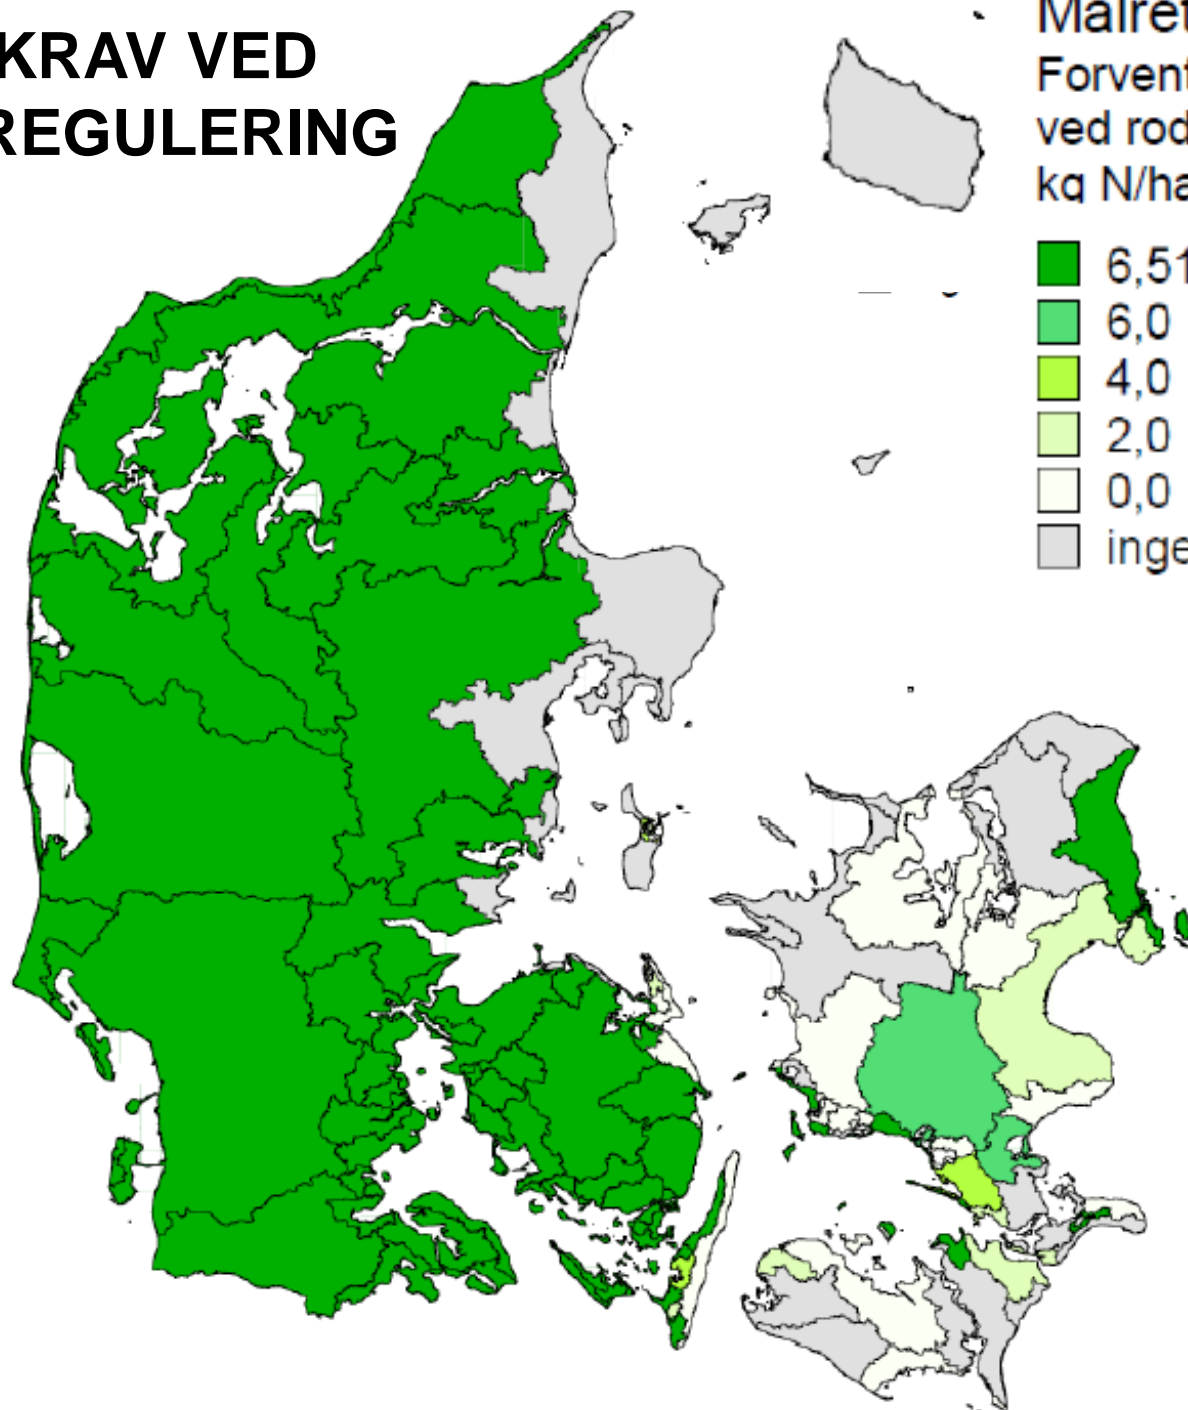 KRAV VED
REGULERING
Målret
Forvent
ved rod
kg N/ha
6,51
6,0
4,0
2,0
0,0
inge